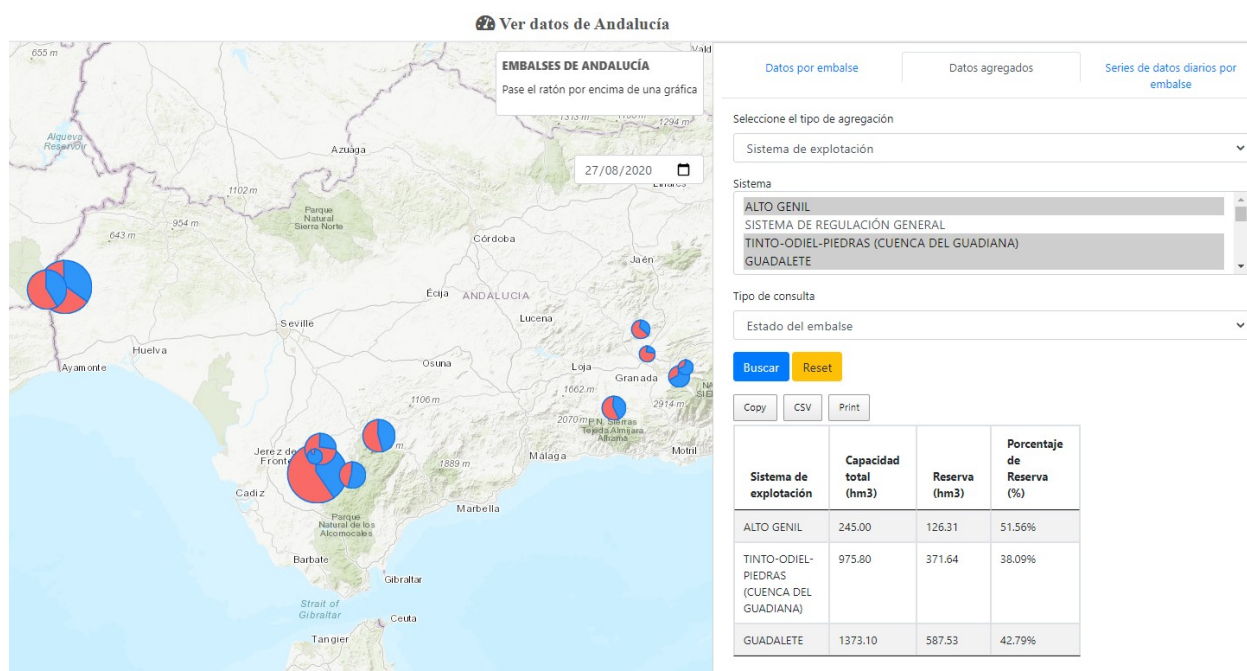 Ver datos de Andalucía
655 m
EMBALSES DE ANDALUCÍA
Pase el ratón por encima de una gráfica
1313 m
1294 m
Alqueva
Reservoir
Azuaga
27/08/2020
Linares
1102 m
Parque
Natural
Sierra Norte
954 m
643 m
Córdoba
Jaén
Écija
ANDALUCIA
Seville
Lucena
Huelva
Ayamonte
Osuna
Loja
Granada
1662 m
1106 m
2914 m
2070 m
P.N. Sierras
Tejeda Almijara
Alhama
Jerez de
Málaga
Motril
1889 m
Cadiz
Marbella
Parque
Natural de los
Alcornocales
Barbate
Gibraltar
Strait of
Gibraltar
Ceuta
Tangier
Datos por embalse
Datos agregados
Series de datos diarios por
embalse
Seleccione el tipo de agregación
Sistema de explotación
Sistema
ALTO GENIL
SISTEMA DE REGULACIÓN GENERAL
TINTO-ODIEL-PIEDRAS (CUENCA DEL GUADIANA)
GUADALETE
Tipo de consulta
Estado del embalse
Buscar Reset
Copy CSV Print
Sistema de
explotación
Capacidad
total
(hm3)
Reserva
(hm3)
Porcentaje
de
Reserva
(%)
ALTO GENIL 245.00 126.31 51.56%
TINTO-ODIEL-
PIEDRAS
(CUENCA DEL
GUADIANA)
975.80 371.64 38.09%
GUADALETE 1373.10 587.53 42.79%